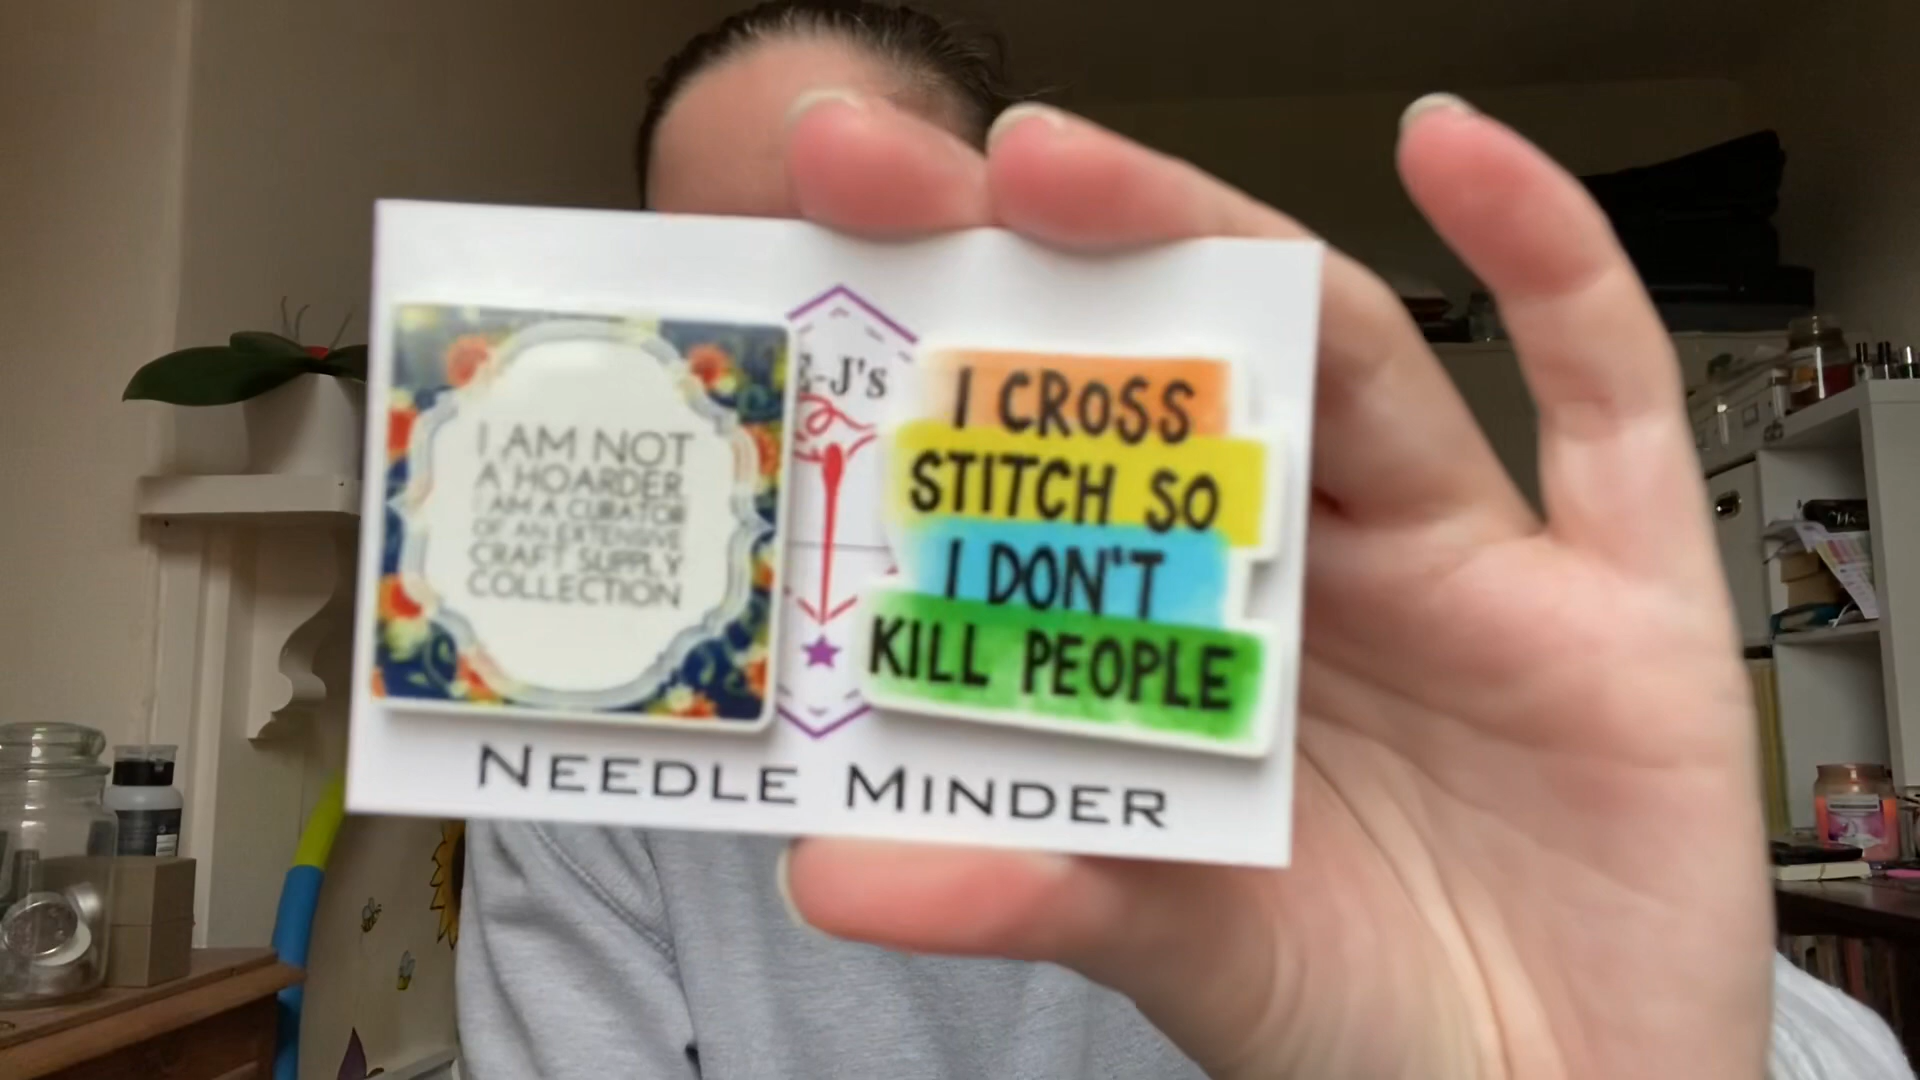 I AM NOT
A HOARDER
I AM A CURATOR
OF AN EXTENSIVE
CRAFT SUPPLY
COLLECTION
E-J's
I CROSS
STITCH SO
I DON'T
KILL PEOPLE
NEEDLE MINDER